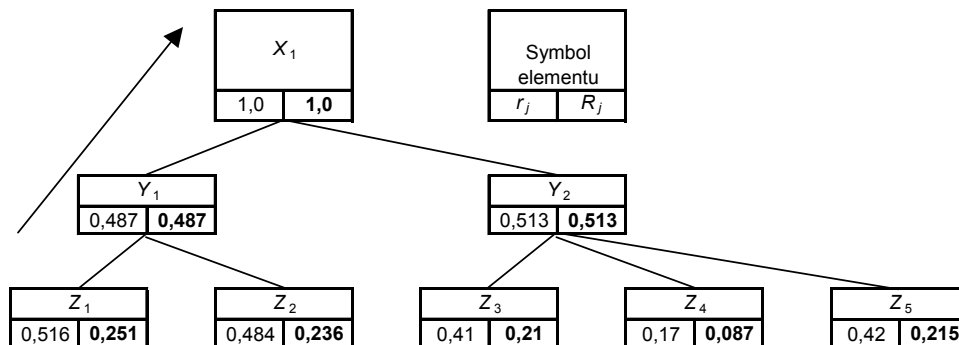 X₁
1,0 1,0
Symbol
elementu
rⱼ Rⱼ
Y₁
0,487 0,487
Y₂
0,513 0,513
Z₁
0,516 0,251
Z₂
0,484 0,236
Z₃
0,41 0,21
Z₄
0,17 0,087
Z₅
0,42 0,215